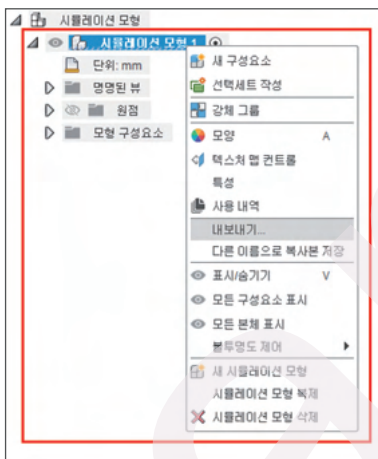 시뮬레이션 모형
시뮬레이션 모형 1
단위: mm
명명된 뷰
원점
모형 구성요소
새 구성요소
선택세트 작성
강체 그룹
모양 A
텍스처 맵 컨트롤
특성
사용 내역
내보내기...
다른 이름으로 복사본 저장
표시/숨기기 V
모든 구성요소 표시
모든 본체 표시
불투명도 제어
새 시뮬레이션 모형
시뮬레이션 모형 복제
시뮬레이션 모형 삭제